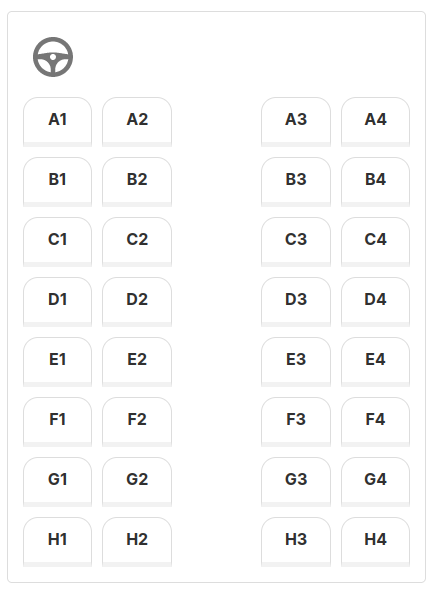 A1 A2 A3 A4
B1 B2 B3 B4
C1 C2 C3 C4
D1 D2 D3 D4
E1 E2 E3 E4
F1 F2 F3 F4
G1 G2 G3 G4
H1 H2 H3 H4